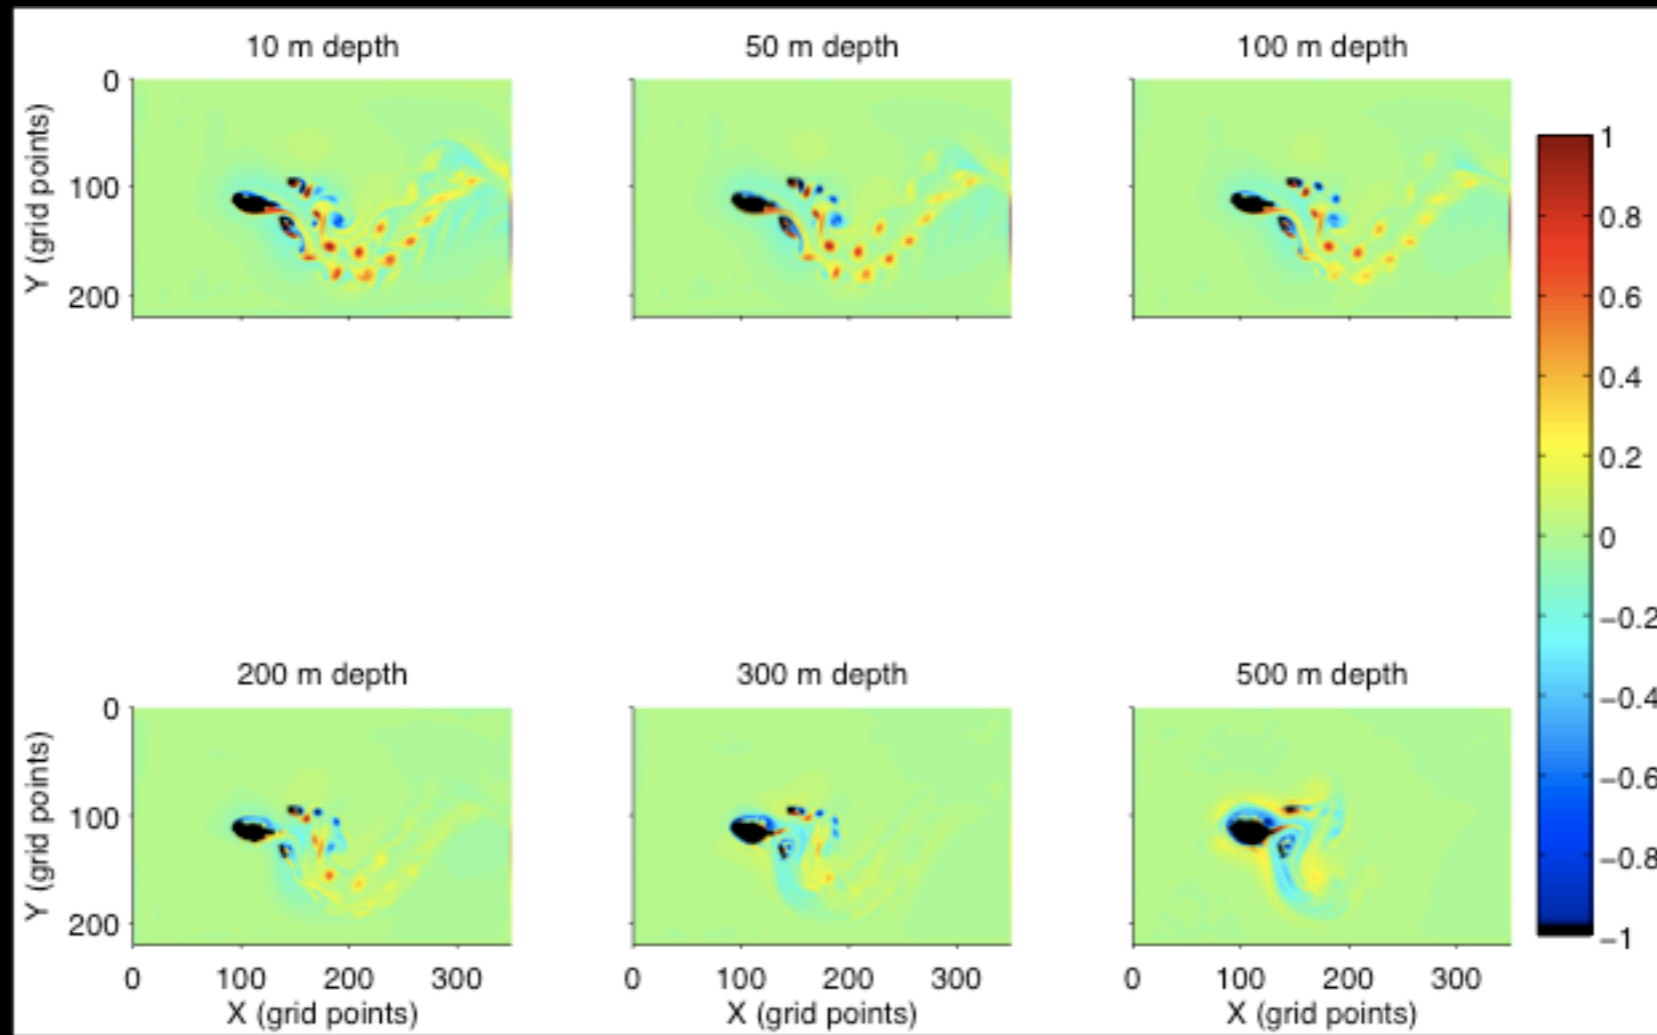 10 m depth
50 m depth
100 m depth
0
100
200
Y (grid points)
1
0.8
0.6
0.4
0.2
0
−0.2
−0.4
−0.6
−0.8
−1
200 m depth
300 m depth
500 m depth
0
100
200
Y (grid points)
0 100 200 300
0 100 200 300
0 100 200 300
X (grid points)
X (grid points)
X (grid points)